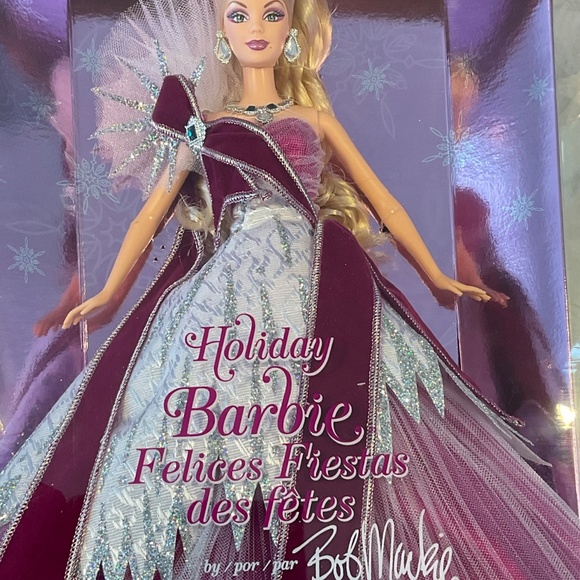 Holiday
Barbie
Felices Fiestas
des fêtes
by / por / par Bob Mackie